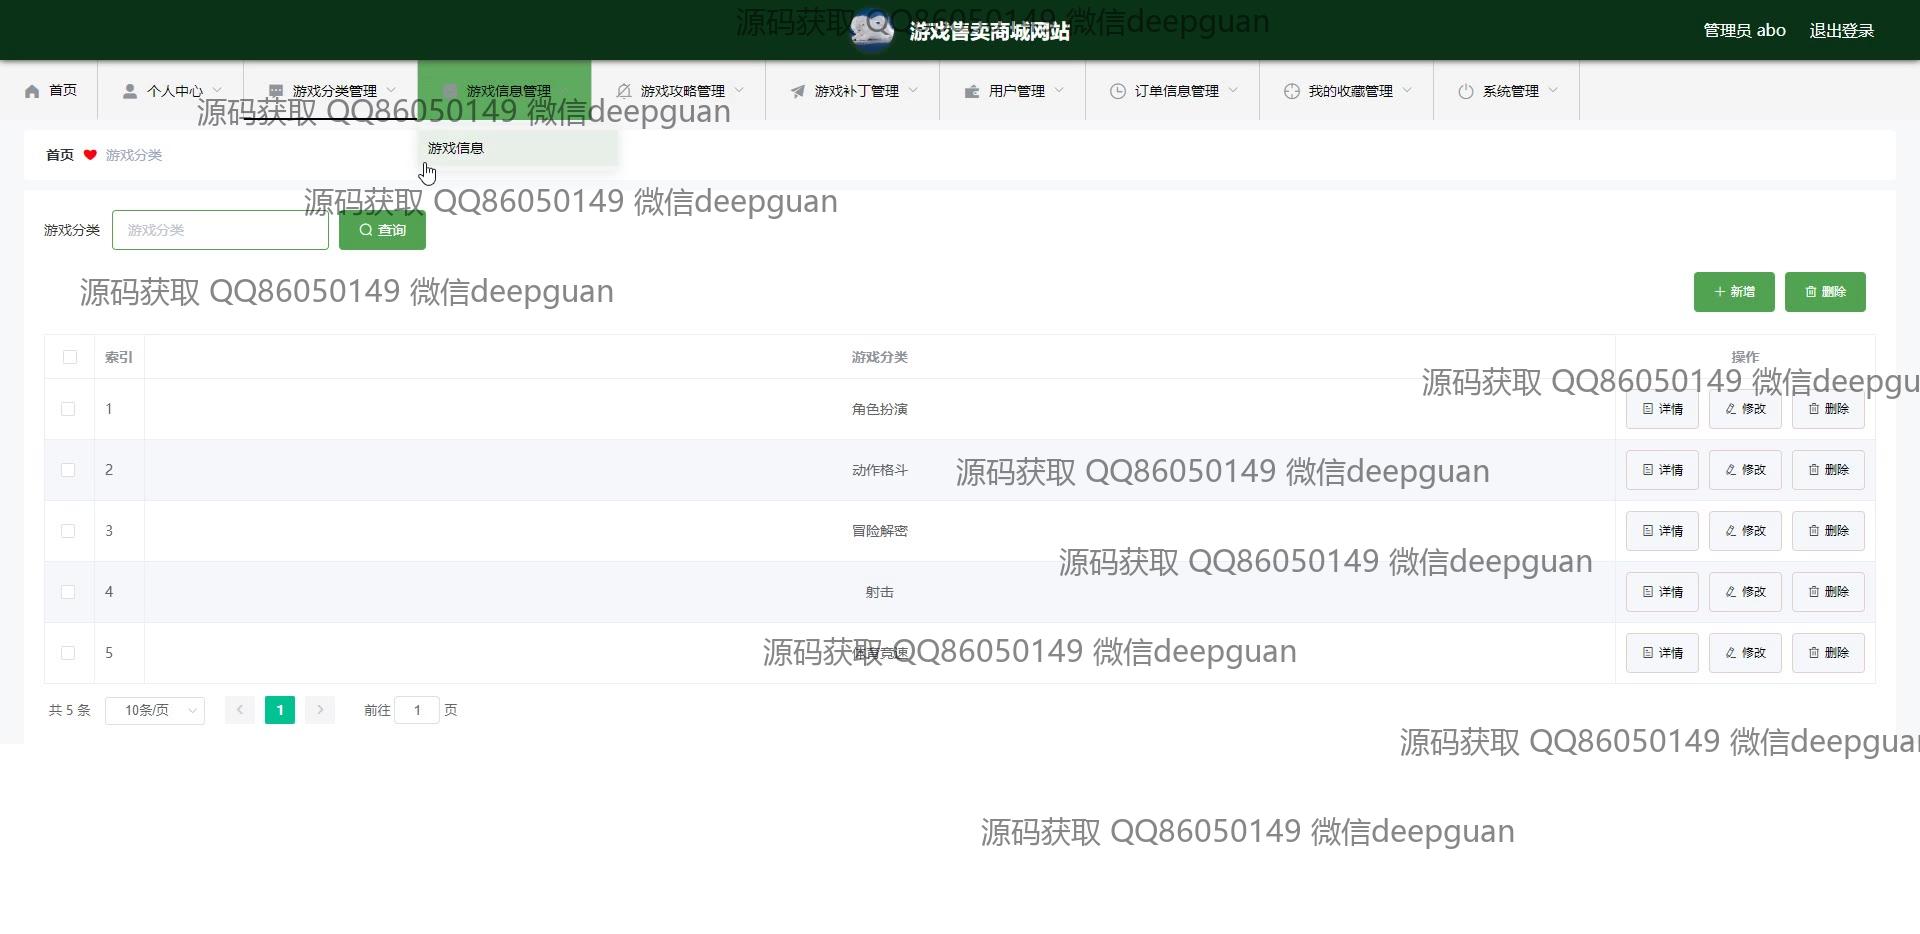 源码获取 QQ86050149 微信deepguan
游戏售卖商城网站
管理员 abo
退出登录
首页
个人中心
游戏分类管理
游戏信息管理
游戏攻略管理
游戏补丁管理
用户管理
订单信息管理
我的收藏管理
系统管理
源码获取 QQ86050149 微信deepguan
首页 游戏分类
游戏信息
源码获取 QQ86050149 微信deepguan
游戏分类 游戏分类 查询
源码获取 QQ86050149 微信deepguan
新增 删除
索引 游戏分类 操作
源码获取 QQ86050149 微信deepgu
1 角色扮演 详情 修改 删除
2 动作格斗 详情 修改 删除
源码获取 QQ86050149 微信deepguan
3 冒险解密 详情 修改 删除
源码获取 QQ86050149 微信deepguan
4 射击 详情 修改 删除
5 体育竞速 详情 修改 删除
源码获取 QQ86050149 微信deepguan
共 5 条 10条/页 1 前往 1 页
源码获取 QQ86050149 微信deepguan
源码获取 QQ86050149 微信deepguan